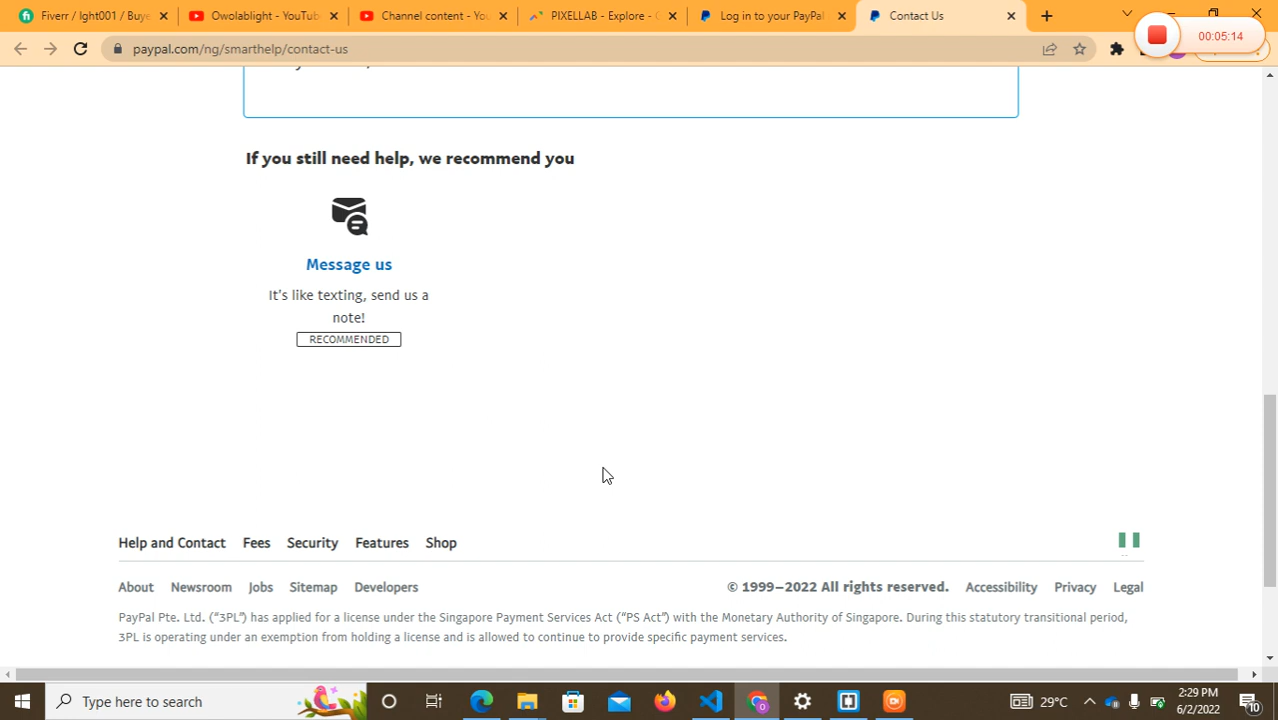 Fiverr / lght001 / Buye
Owolablight - YouTub
Channel content - You
PIXELLAB - Explore - G
Log in to your PayPal
Contact Us
00:05:14
paypal.com/ng/smarthelp/contact-us
If you still need help, we recommend you
Message us
It's like texting, send us a
note!
RECOMMENDED
Help and Contact Fees Security Features Shop
About Newsroom Jobs Sitemap Developers
© 1999–2022 All rights reserved. Accessibility Privacy Legal
PayPal Pte. Ltd. (“3PL”) has applied for a license under the Singapore Payment Services Act (“PS Act”) with the Monetary Authority of Singapore. During this statutory transitional period,
3PL is operating under an exemption from holding a license and is allowed to continue to provide specific payment services.
Type here to search
29°C
2:29 PM
6/2/2022
10